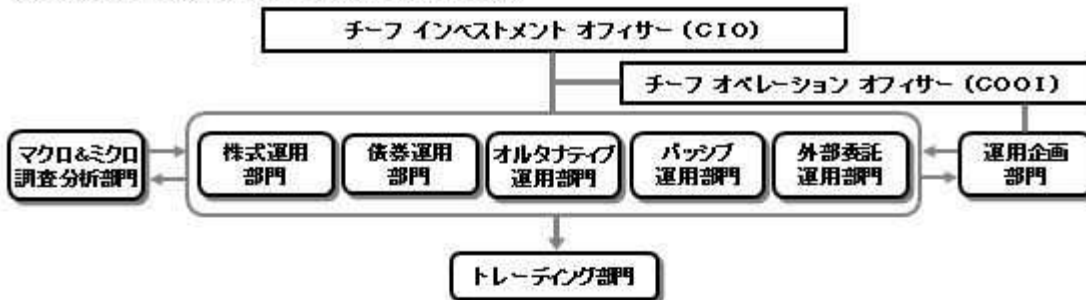 チーフ インベストメント オフィサー (CIO)
チーフ オペレーション オフィサー (COOI)
マクロ&ミクロ
調査分析部門
株式運用
部門
債券運用
部門
オルタナティブ
運用部門
パッシブ
運用部門
外部委託
運用部門
運用企画
部門
トレーディング部門